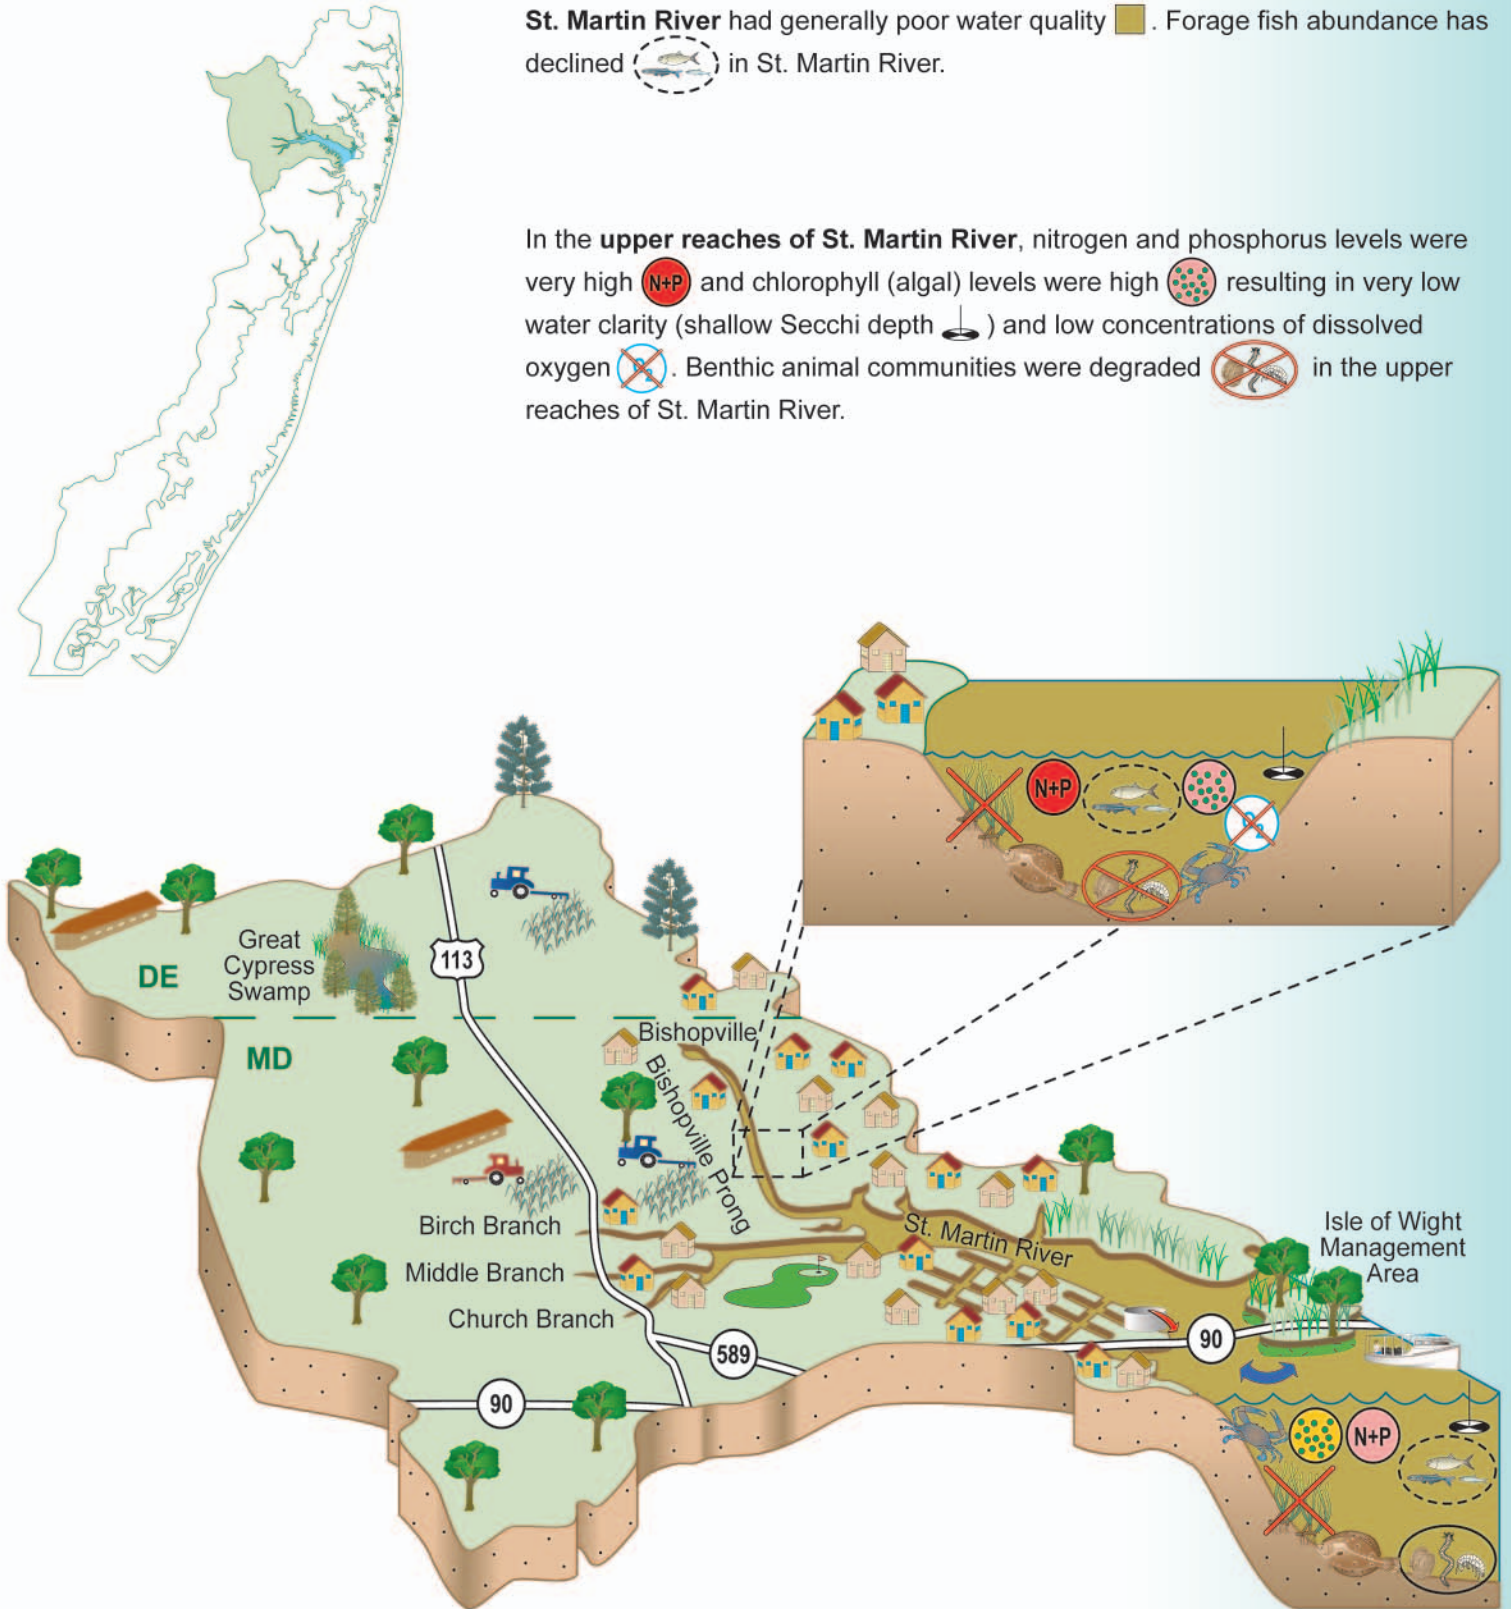 St. Martin River had generally poor water quality . Forage fish abundance has
declined in St. Martin River.
In the upper reaches of St. Martin River, nitrogen and phosphorus levels were
very high N+P and chlorophyll (algal) levels were high resulting in very low
water clarity (shallow Secchi depth ) and low concentrations of dissolved
oxygen O2 . Benthic animal communities were degraded in the upper
reaches of St. Martin River.
N+P
O2
Great
Cypress
Swamp
113
DE
MD
Bishopville
Bishopville Prong
Birch Branch
St. Martin River
Isle of Wight
Management
Area
Middle Branch
Church Branch
589
90
90
N+P